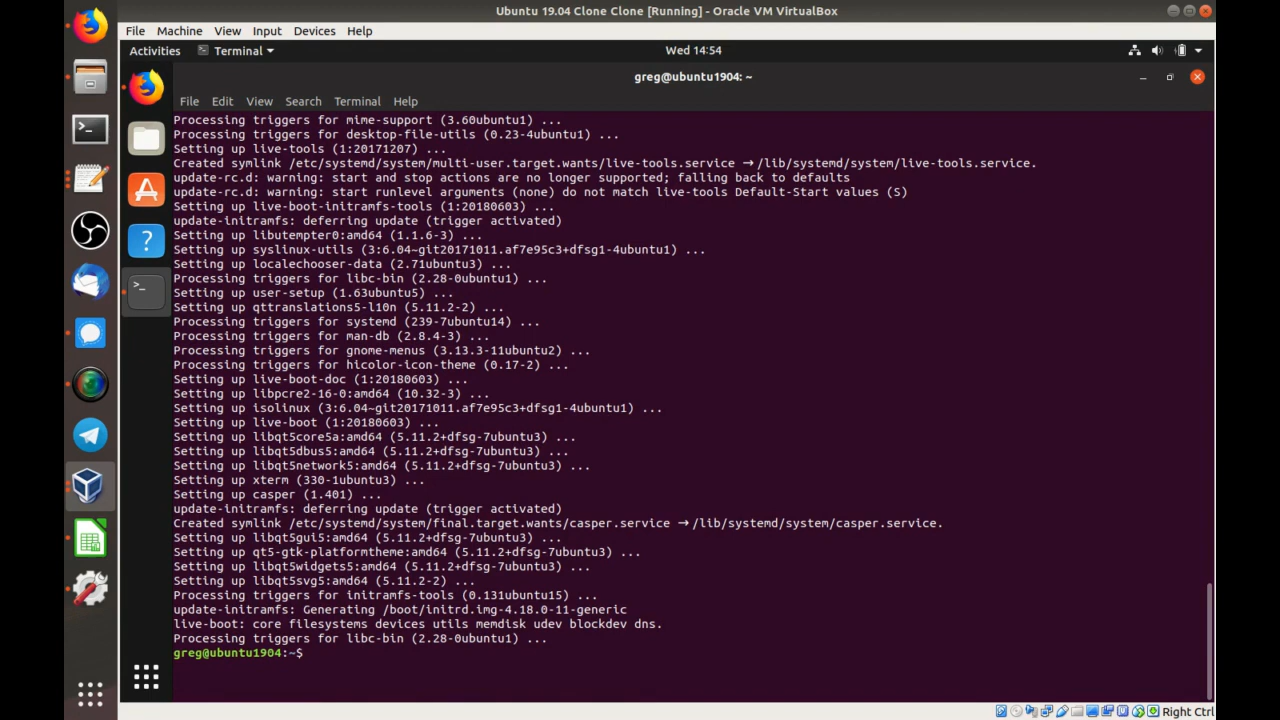 Ubuntu 19.04 Clone Clone [Running] - Oracle VM VirtualBox
File Machine View Input Devices Help
Activities Terminal Wed 14:54
greg@ubuntu1904: ~
File Edit View Search Terminal Help
Processing triggers for mime-support (3.60ubuntu1) ...
Processing triggers for desktop-file-utils (0.23-4ubuntu1) ...
Setting up live-tools (1:20171207) ...
Created symlink /etc/systemd/system/multi-user.target.wants/live-tools.service → /lib/systemd/system/live-tools.service.
update-rc.d: warning: start and stop actions are no longer supported; falling back to defaults
update-rc.d: warning: start runlevel arguments (none) do not match live-tools Default-Start values (S)
Setting up live-boot-initramfs-tools (1:20180603) ...
update-initramfs: deferring update (trigger activated)
Setting up libutempter0:amd64 (1.1.6-3) ...
Setting up syslinux-utils (3:6.04~git20171011.af7e95c3+dfsg1-4ubuntu1) ...
Setting up localechooser-data (2.71ubuntu3) ...
Processing triggers for libc-bin (2.28-0ubuntu1) ...
Setting up user-setup (1.63ubuntu5) ...
Setting up qttranslations5-l10n (5.11.2-2) ...
Processing triggers for systemd (239-7ubuntu14) ...
Processing triggers for man-db (2.8.4-3) ...
Processing triggers for gnome-menus (3.13.3-11ubuntu2) ...
Processing triggers for hicolor-icon-theme (0.17-2) ...
Setting up live-boot-doc (1:20180603) ...
Setting up libpcre2-16-0:amd64 (10.32-3) ...
Setting up isolinux (3:6.04~git20171011.af7e95c3+dfsg1-4ubuntu1) ...
Setting up live-boot (1:20180603) ...
Setting up libqt5core5a:amd64 (5.11.2+dfsg-7ubuntu3) ...
Setting up libqt5dbus5:amd64 (5.11.2+dfsg-7ubuntu3) ...
Setting up libqt5network5:amd64 (5.11.2+dfsg-7ubuntu3) ...
Setting up xterm (330-1ubuntu3) ...
Setting up casper (1.401) ...
update-initramfs: deferring update (trigger activated)
Created symlink /etc/systemd/system/final.target.wants/casper.service → /lib/systemd/system/casper.service.
Setting up libqt5gui5:amd64 (5.11.2+dfsg-7ubuntu3) ...
Setting up qt5-gtk-platformtheme:amd64 (5.11.2+dfsg-7ubuntu3) ...
Setting up libqt5widgets5:amd64 (5.11.2+dfsg-7ubuntu3) ...
Setting up libqt5svg5:amd64 (5.11.2-2) ...
Processing triggers for initramfs-tools (0.131ubuntu15) ...
update-initramfs: Generating /boot/initrd.img-4.18.0-11-generic
live-boot: core filesystems devices utils memdisk udev blockdev dns.
Processing triggers for libc-bin (2.28-0ubuntu1) ...
greg@ubuntu1904:~$
Right Ctrl